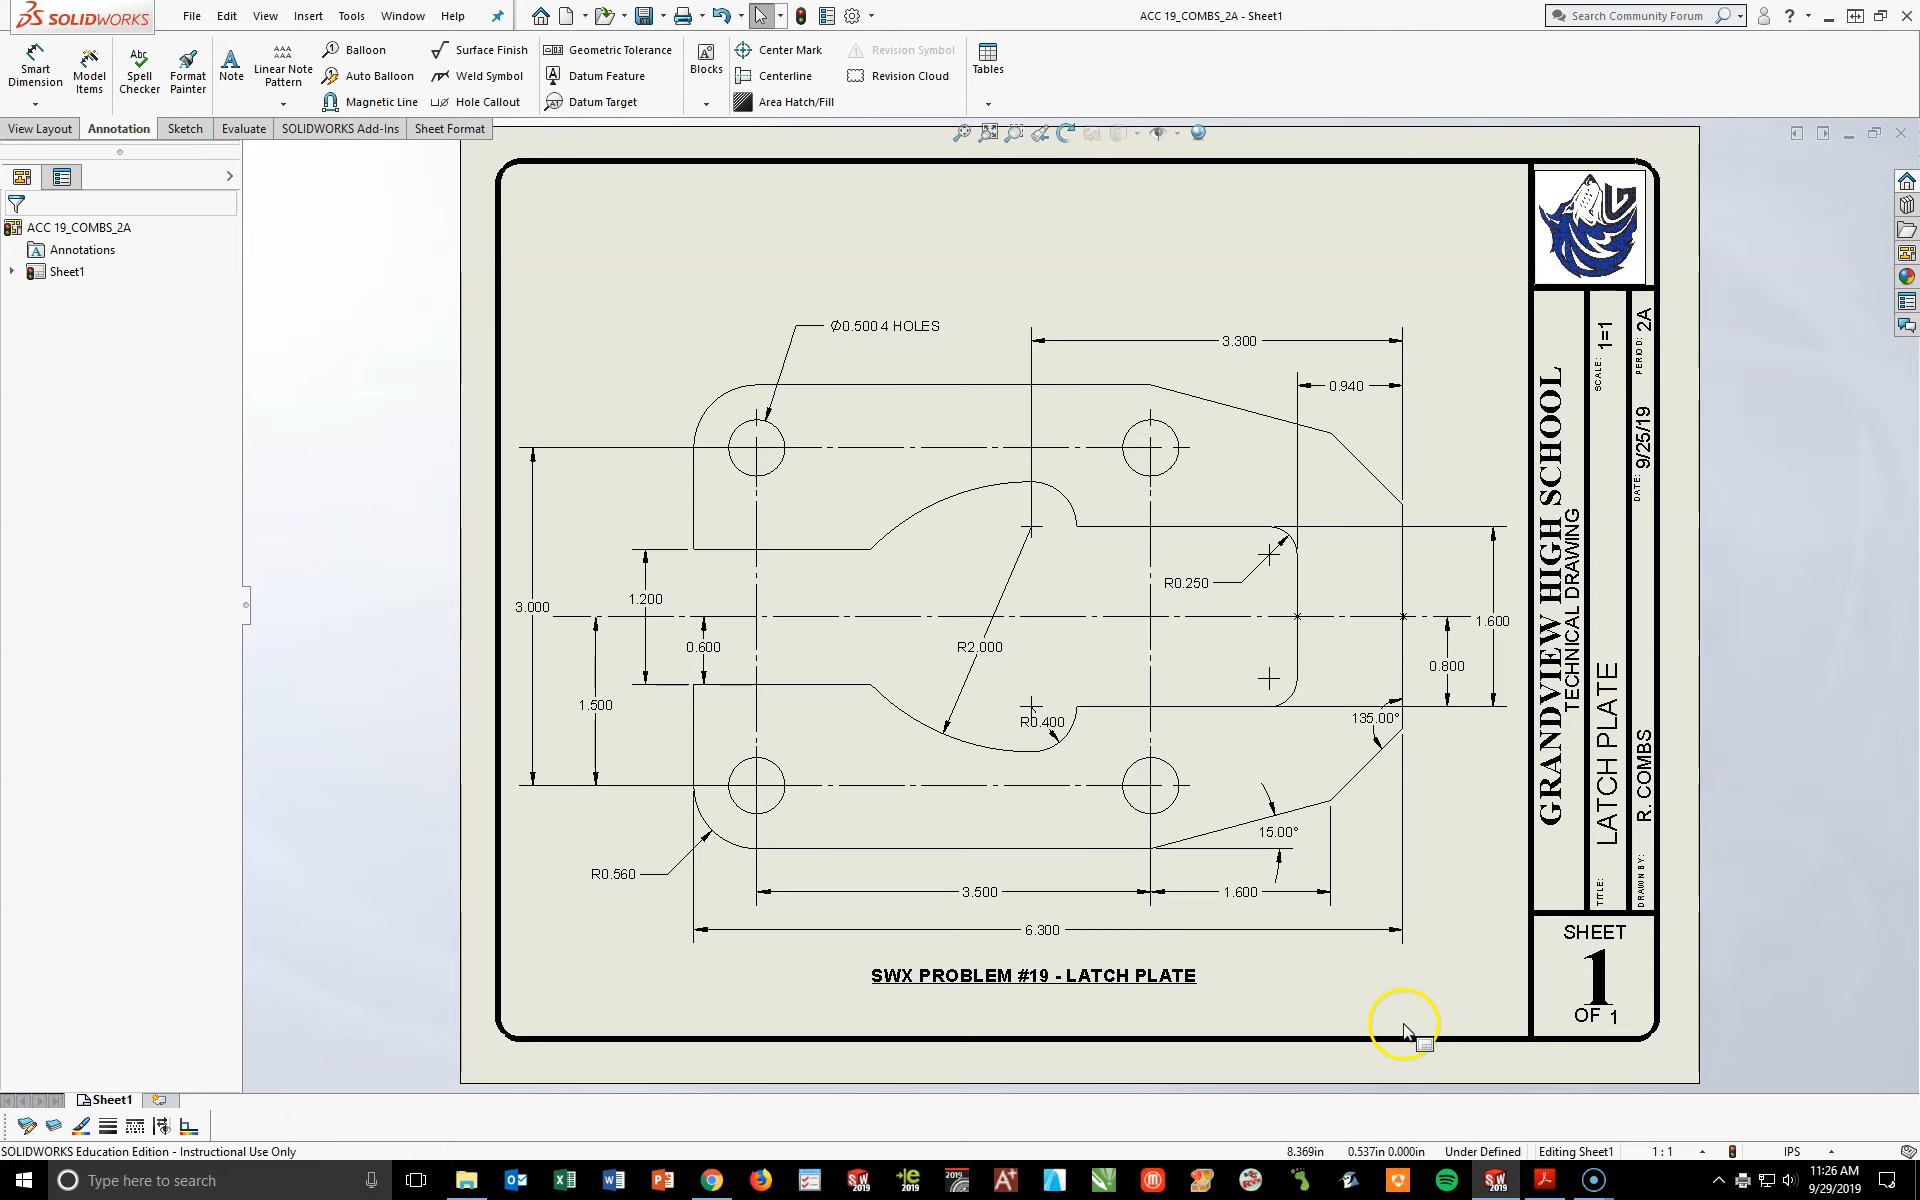 SOLIDWORKS
File Edit View Insert Tools Window Help
ACC 19_COMBS_2A - Sheet1
Search Community Forum
Smart Dimension
Model Items
Spell Checker
Format Painter
Note
Linear Note Pattern
Balloon
Auto Balloon
Magnetic Line
Surface Finish
Weld Symbol
Hole Callout
Geometric Tolerance
Datum Feature
Datum Target
Blocks
Center Mark
Centerline
Area Hatch/Fill
Revision Symbol
Revision Cloud
Tables
View Layout Annotation Sketch Evaluate SOLIDWORKS Add-Ins Sheet Format
ACC 19_COMBS_2A
Annotations
Sheet1
Ø0.500 4 HOLES
3.300
0.940
R0.250
3.000
1.200
0.600
R2.000
1.600
0.800
1.500
R0.400
135.00°
15.00°
R0.560
3.500
1.600
6.300
SWX PROBLEM #19 - LATCH PLATE
GRANDVIEW HIGH SCHOOL
TECHNICAL DRAWING
TITLE: LATCH PLATE
SCALE: 1=1
DRAWN BY: R. COMBS
DATE: 9/25/19
PERIOD: 2A
SHEET
1
OF 1
Sheet1
SOLIDWORKS Education Edition - Instructional Use Only
8.369in 0.537in 0.000in Under Defined Editing Sheet1 1 : 1 IPS
Type here to search
11:26 AM
9/29/2019